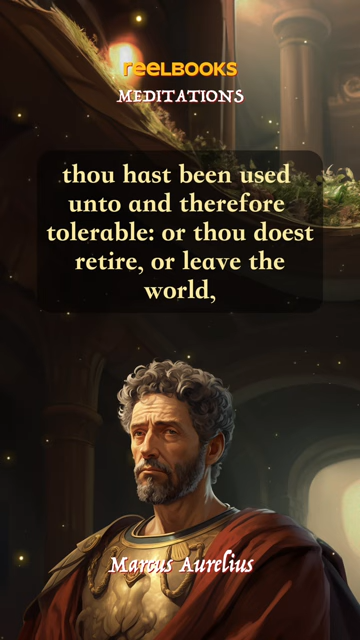 reelBOOKS
MEDITATIONS
thou hast been used
unto and therefore
tolerable: or thou doest
retire, or leave the
world,
Marcus Aurelius